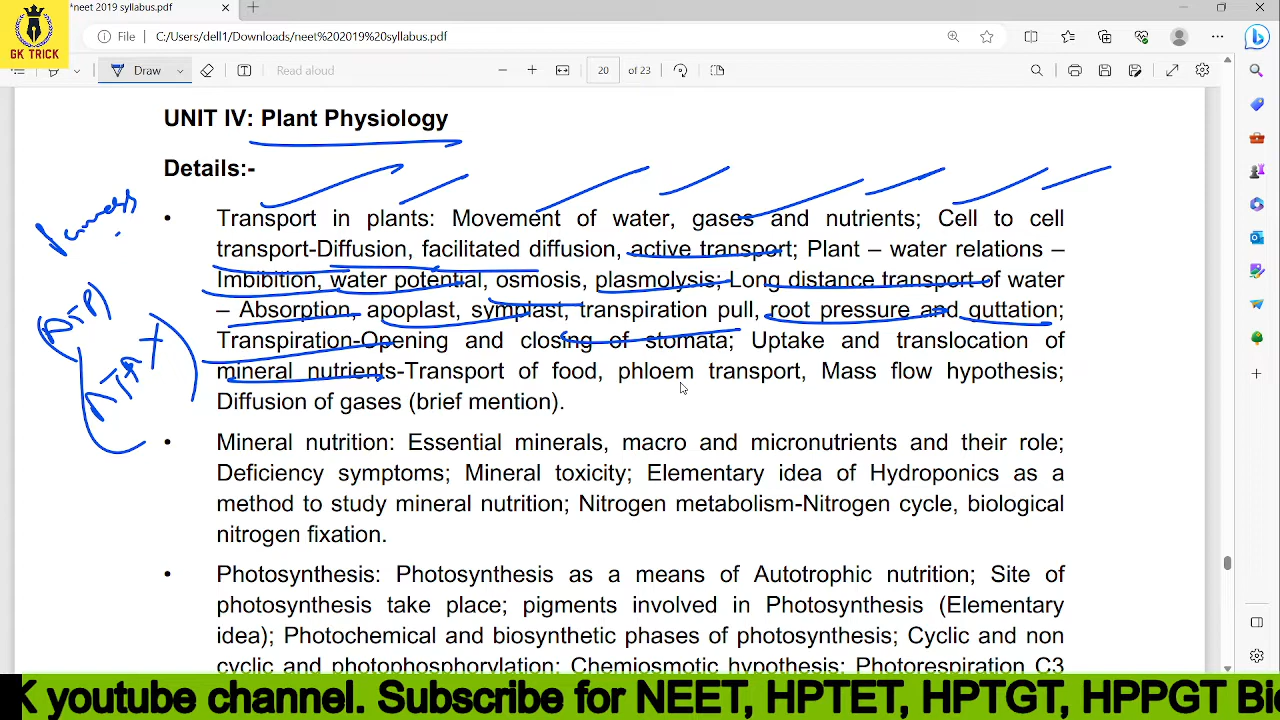 *neet 2019 syllabus.pdf
GK TRICK
File
C:/Users/dell1/Downloads/neet%202019%20syllabus.pdf
Draw
Read aloud
20 of 23
UNIT IV: Plant Physiology
Details:-
• Transport in plants: Movement of water, gases and nutrients; Cell to cell
transport-Diffusion, facilitated diffusion, active transport; Plant – water relations –
Imbibition, water potential, osmosis, plasmolysis; Long distance transport of water
– Absorption, apoplast, symplast, transpiration pull, root pressure and guttation;
Transpiration-Opening and closing of stomata; Uptake and translocation of
mineral nutrients-Transport of food, phloem transport, Mass flow hypothesis;
Diffusion of gases (brief mention).
• Mineral nutrition: Essential minerals, macro and micronutrients and their role;
Deficiency symptoms; Mineral toxicity; Elementary idea of Hydroponics as a
method to study mineral nutrition; Nitrogen metabolism-Nitrogen cycle, biological
nitrogen fixation.
• Photosynthesis: Photosynthesis as a means of Autotrophic nutrition; Site of
photosynthesis take place; pigments involved in Photosynthesis (Elementary
idea); Photochemical and biosynthetic phases of photosynthesis; Cyclic and non
cyclic and photophosphorylation; Chemiosmotic hypothesis; Photorespiration C3
K youtube channel. Subscribe for NEET, HPTET, HPTGT, HPPGT Bi